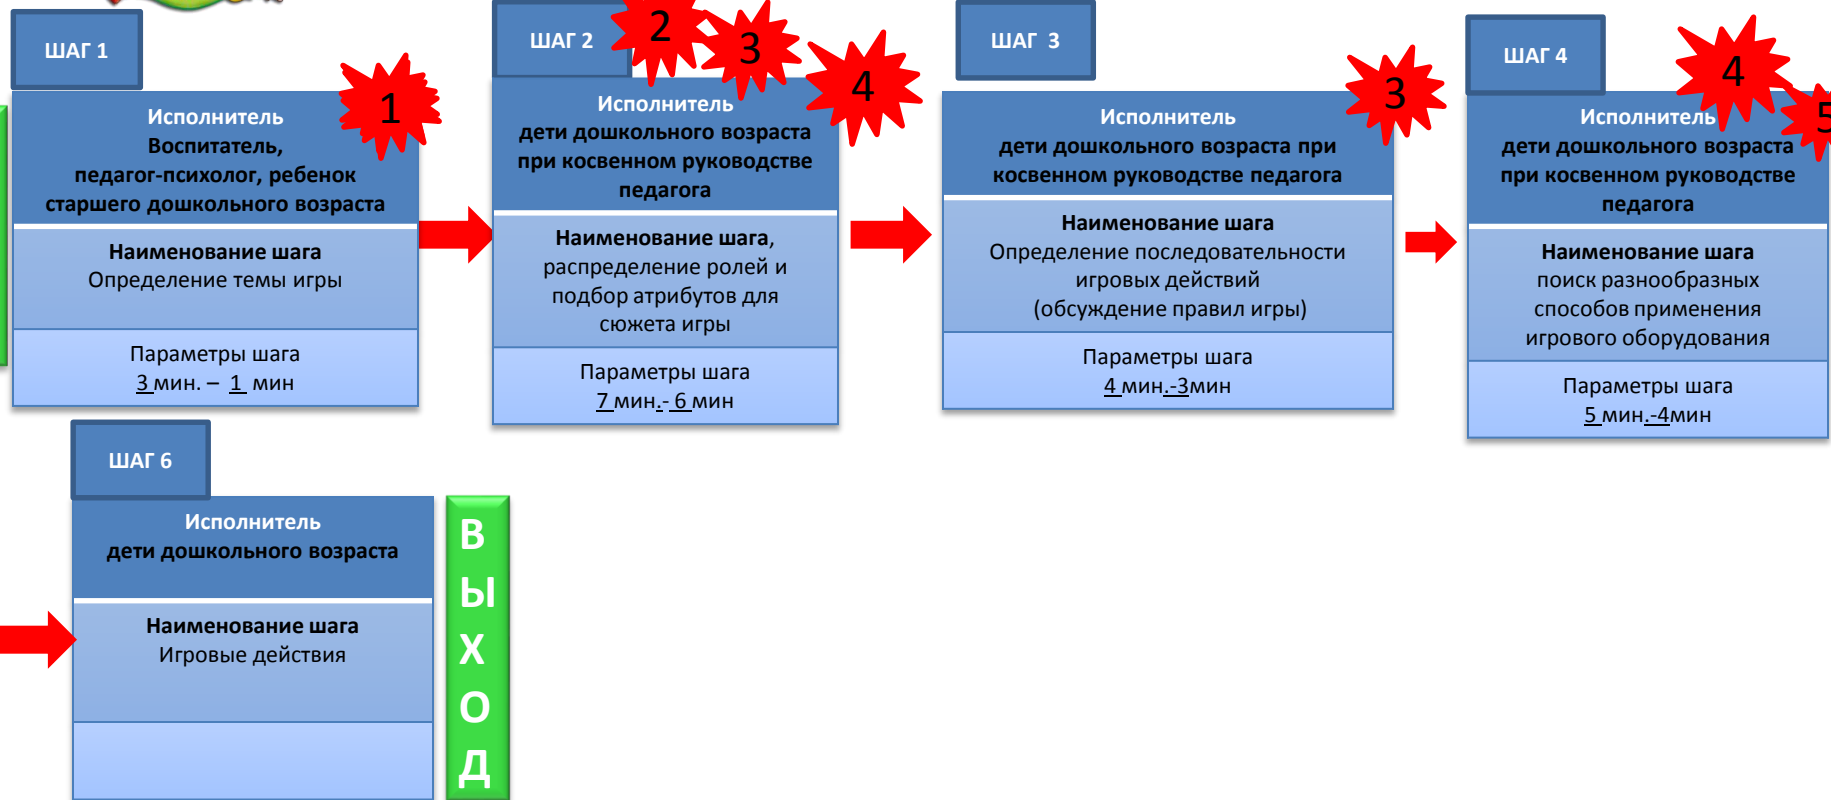 ШАГ 1
1
Исполнитель
Воспитатель,
педагог-психолог, ребенок
старшего дошкольного возраста
Наименование шага
Определение темы игры
Параметры шага
3 мин. – 1 мин
ШАГ 2
2
3
4
Исполнитель
дети дошкольного возраста
при косвенном руководстве
педагога
Наименование шага,
распределение ролей и
подбор атрибутов для
сюжета игры
Параметры шага
7 мин.- 6 мин
ШАГ 3
3
Исполнитель
дети дошкольного возраста при
косвенном руководстве педагога
Наименование шага
Определение последовательности
игровых действий
(обсуждение правил игры)
Параметры шага
4 мин.-3мин
ШАГ 4
4
5
Исполнитель
дети дошкольного возраста
при косвенном руководстве
педагога
Наименование шага
поиск разнообразных
способов применения
игрового оборудования
Параметры шага
5 мин.-4мин
ШАГ 6
Исполнитель
дети дошкольного возраста
Наименование шага
Игровые действия
В
Ы
Х
О
Д